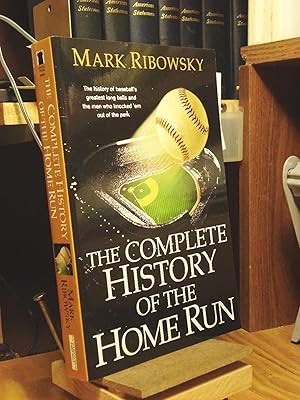 MARK RIBOWSKY
The history of baseball's
greatest long balls and
the men who knocked 'em
out of the park.
THE COMPLETE
HISTORY
OF THE
HOME RUN
THE COMPLETE HISTORY
OF THE HOME RUN
MARK
RIBOWSKY